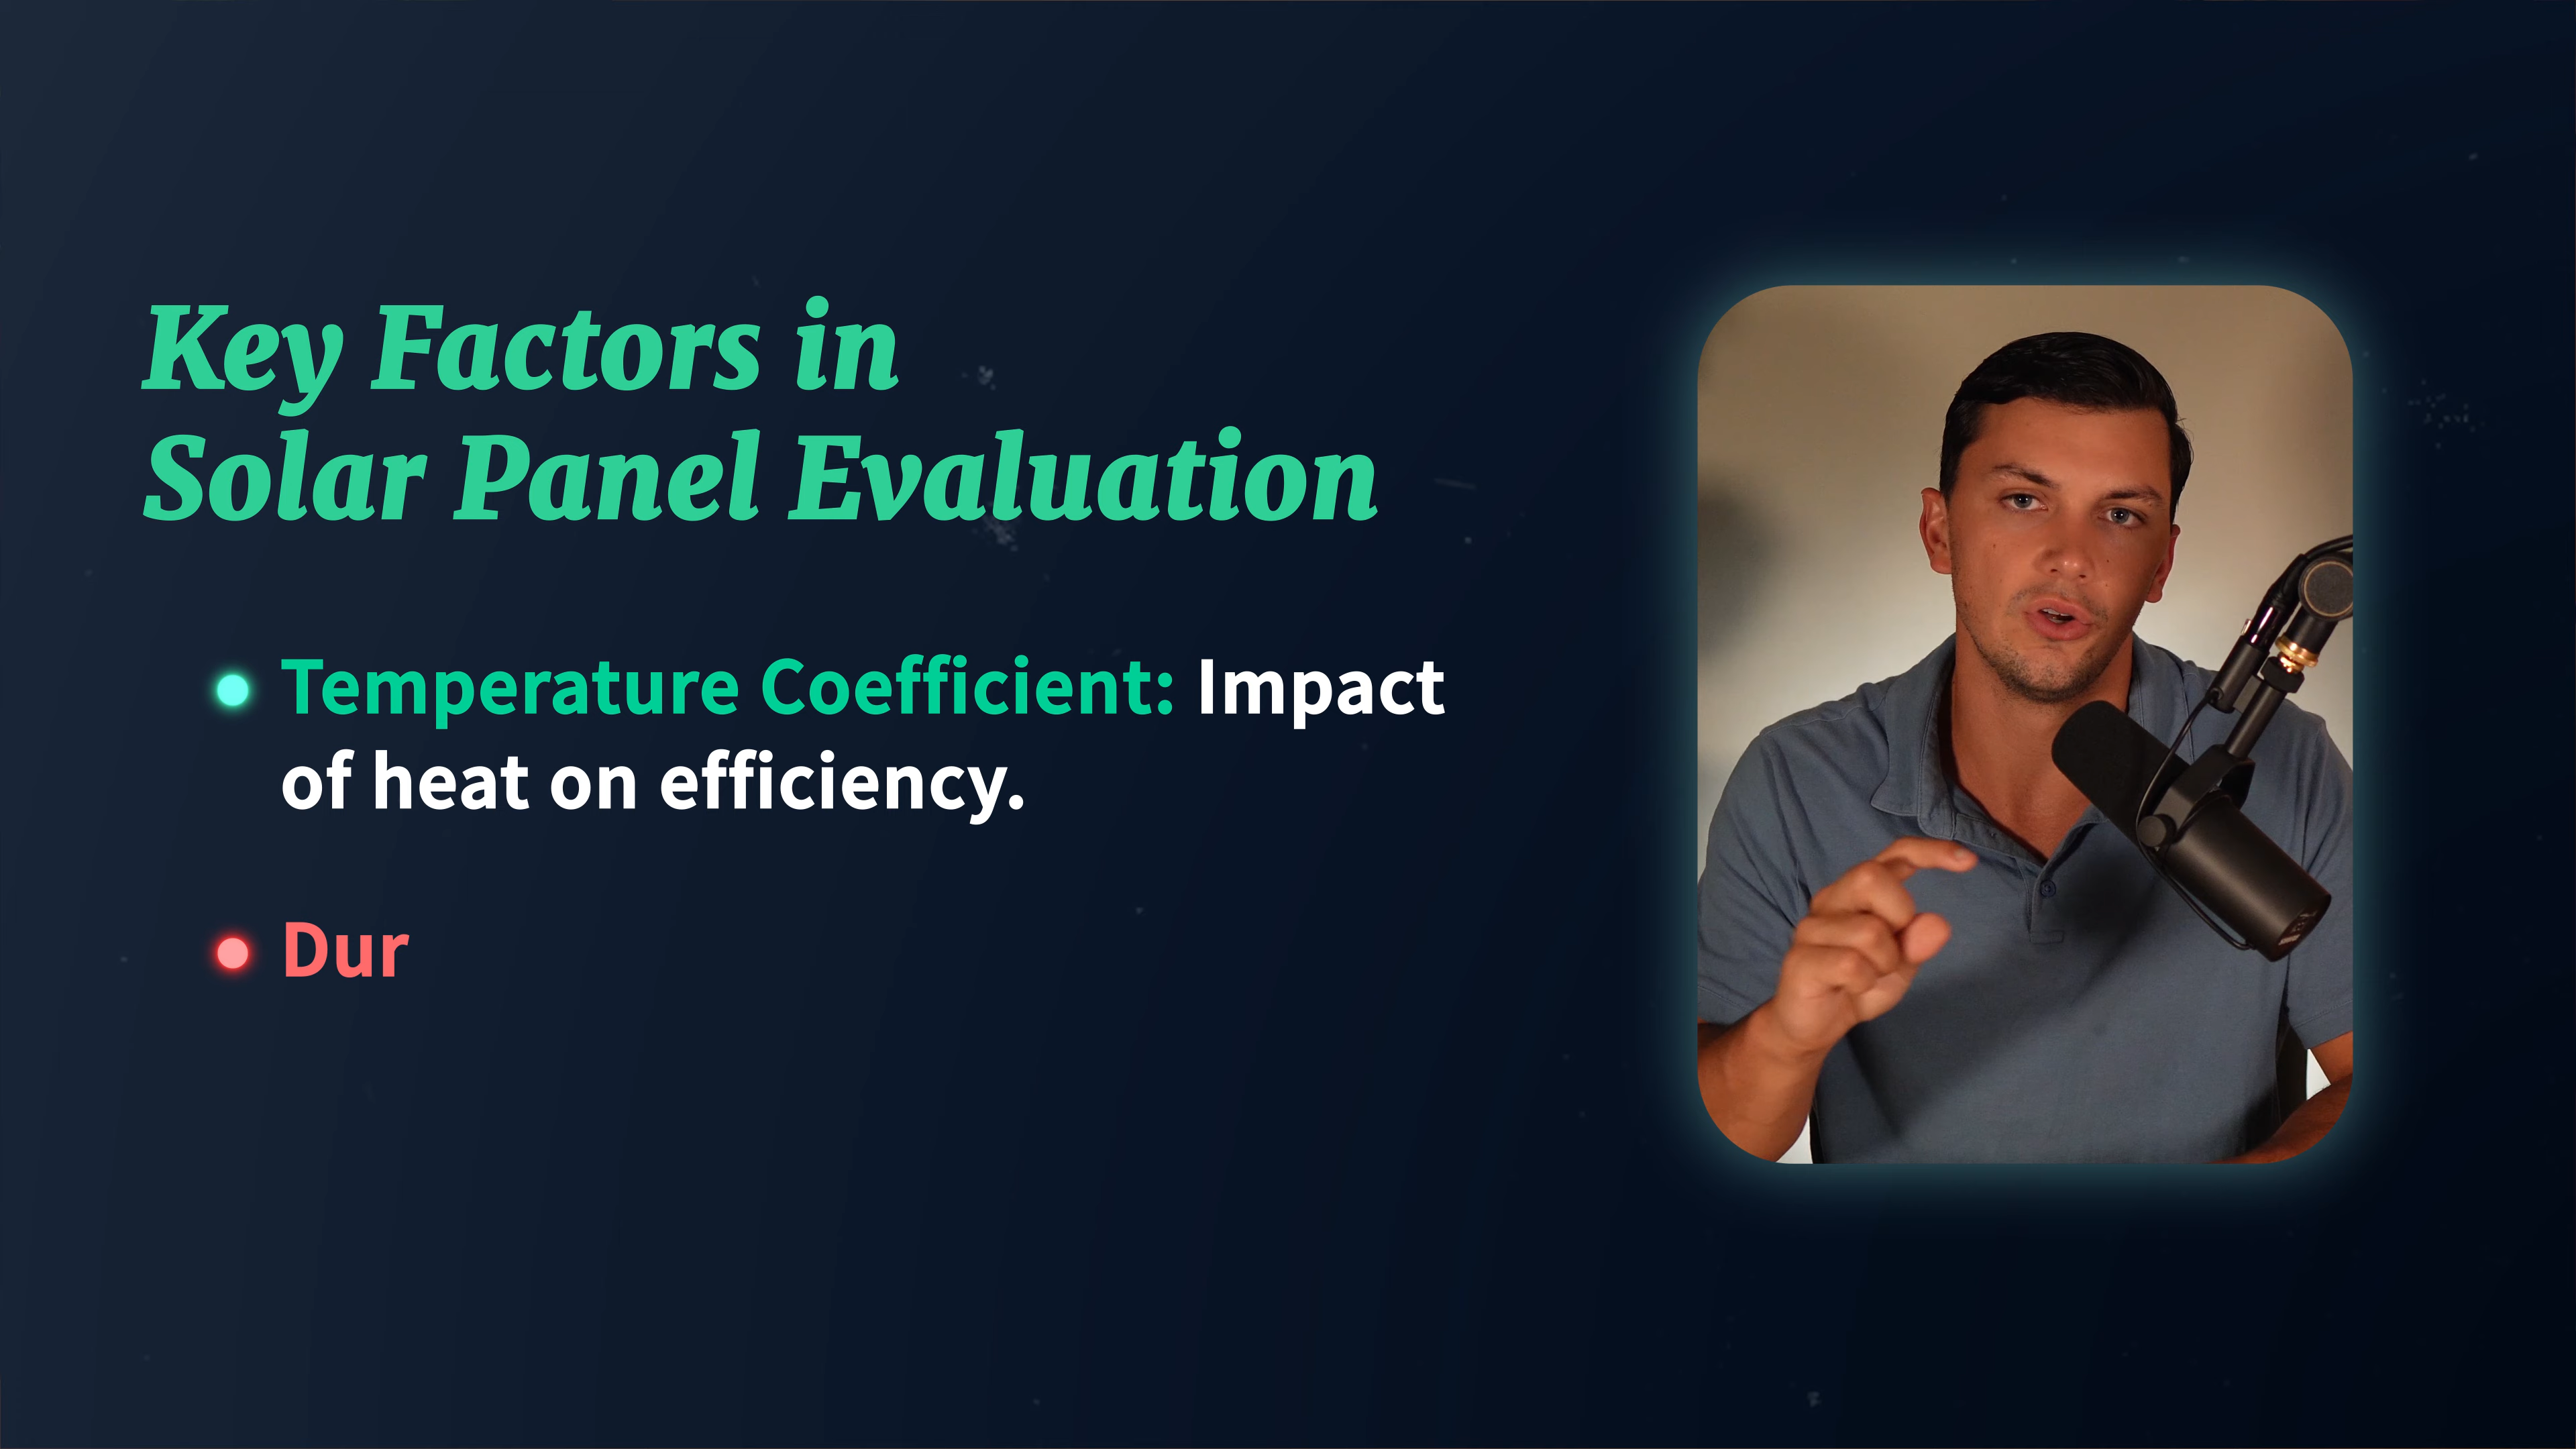 Key Factors in
Solar Panel Evaluation
Temperature Coefficient: Impact
of heat on efficiency.
Dur